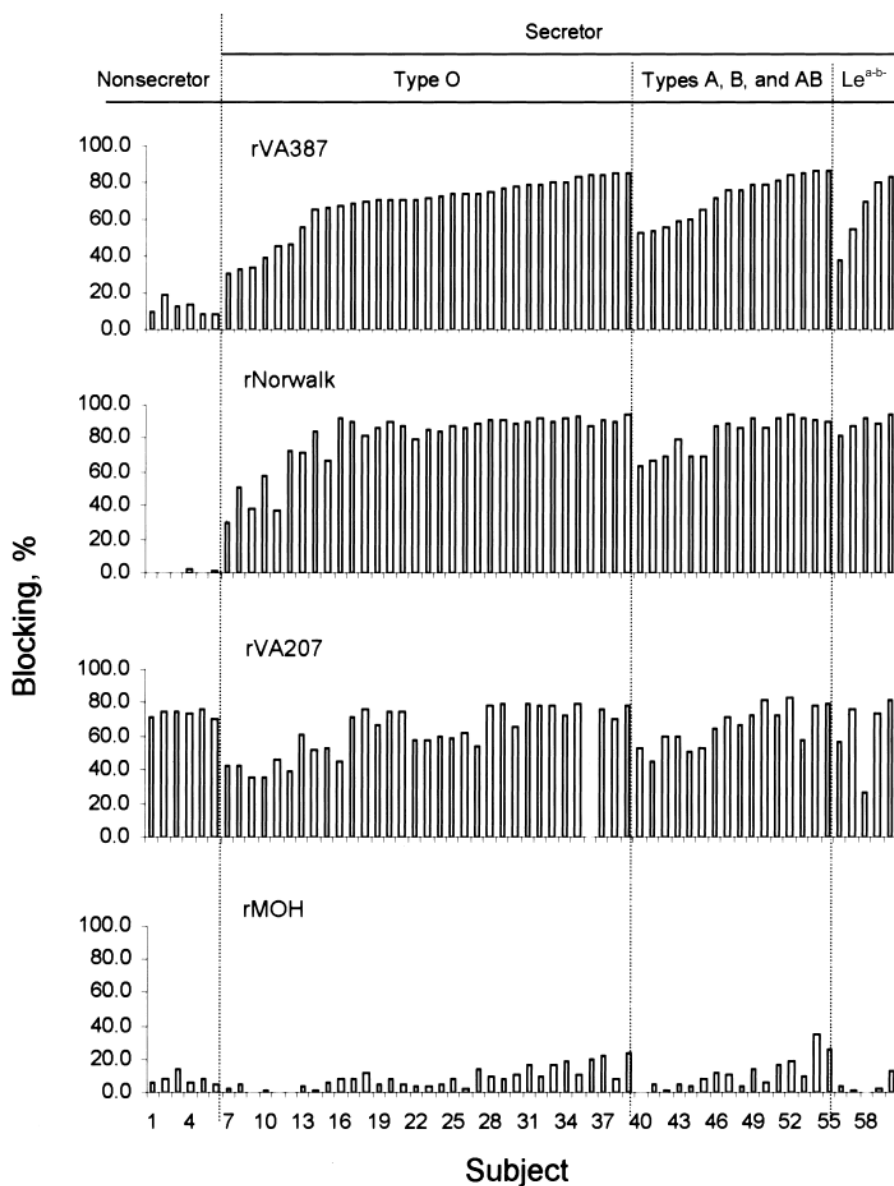 Secretor
Nonsecretor Type O Types A, B, and AB Le^a-b-
rVA387
100.0
80.0
60.0
40.0
20.0
0.0
rNorwalk
100.0
80.0
60.0
40.0
20.0
0.0
rVA207
100.0
80.0
60.0
40.0
20.0
0.0
rMOH
100.0
80.0
60.0
40.0
20.0
0.0
Blocking, %
1 4 7 10 13 16 19 22 25 28 31 34 37 40 43 46 49 52 55 58
Subject